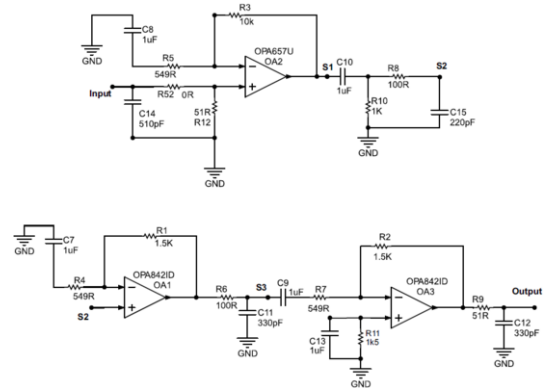 C8
1uF
GND
R3
10k
OPA657U
OA2
R5
549R
Input
R52 0R
C14
510pF
51R
R12
GND
S1
C10
1uF
R8
100R
S2
R10
1K
C15
220pF
GND
GND
C7
1uF
R1
1.5K
OPA842ID
OA1
R4
549R
S2
R6
100R
S3
C11
330pF
GND
C9
1uF
R7
549R
R2
1.5K
OPA842ID
OA3
C13
1uF
R11
1k5
GND
R9
51R
Output
C12
330pF
GND